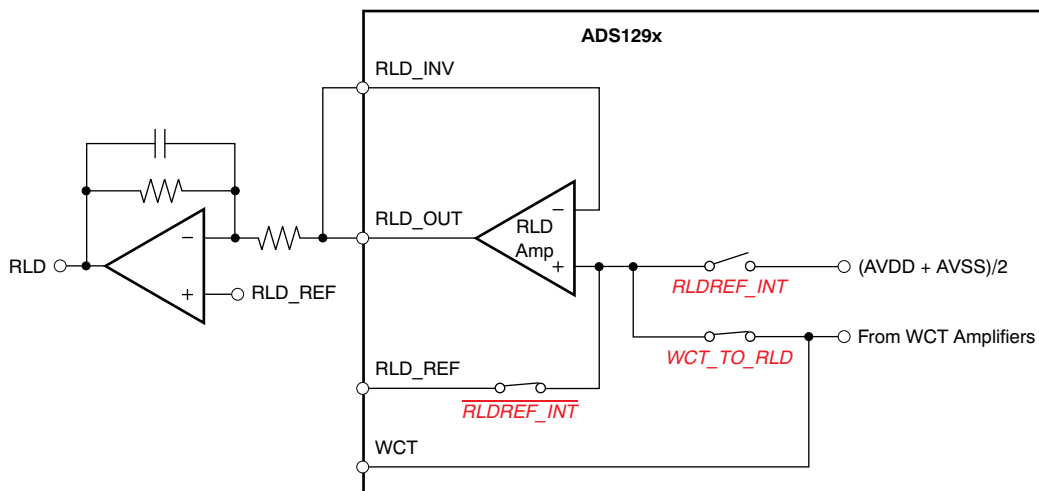 ADS129x
RLD_INV
RLD_OUT
−
RLD
Amp
+
−
+
RLD
RLD_REF
(AVDD + AVSS)/2
RLDREF_INT
From WCT Amplifiers
WCT_TO_RLD
RLD_REF
RLDREF_INT
WCT